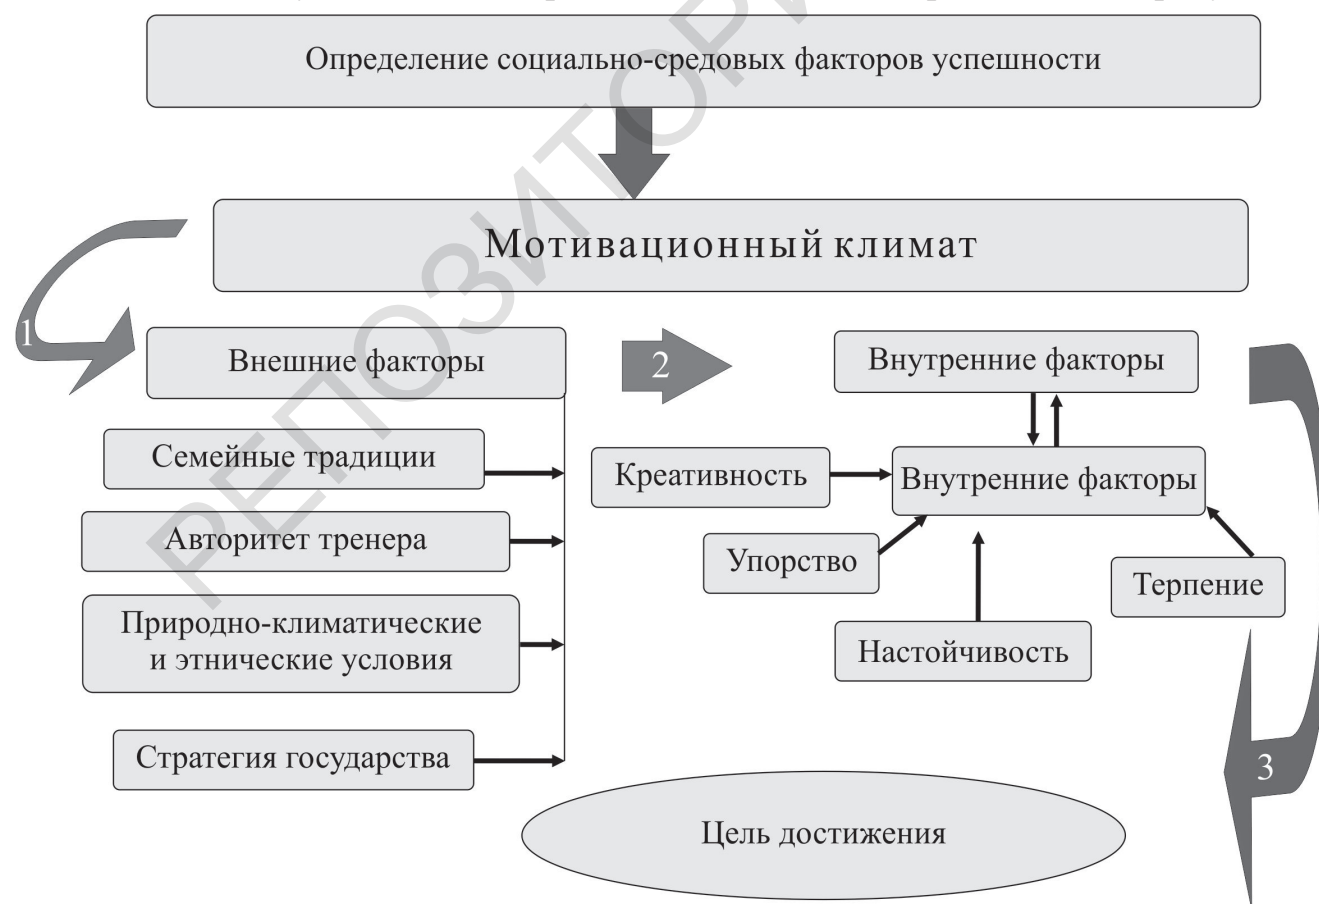 Определение социально-средовых факторов успешности
Мотивационный климат
1
Внешние факторы
2
Внутренние факторы
Семейные традиции
Авторитет тренера
Природно-климатические
и этнические условия
Стратегия государства
Креативность
Внутренние факторы
Упорство
Терпение
Настойчивость
3
Цель достижения